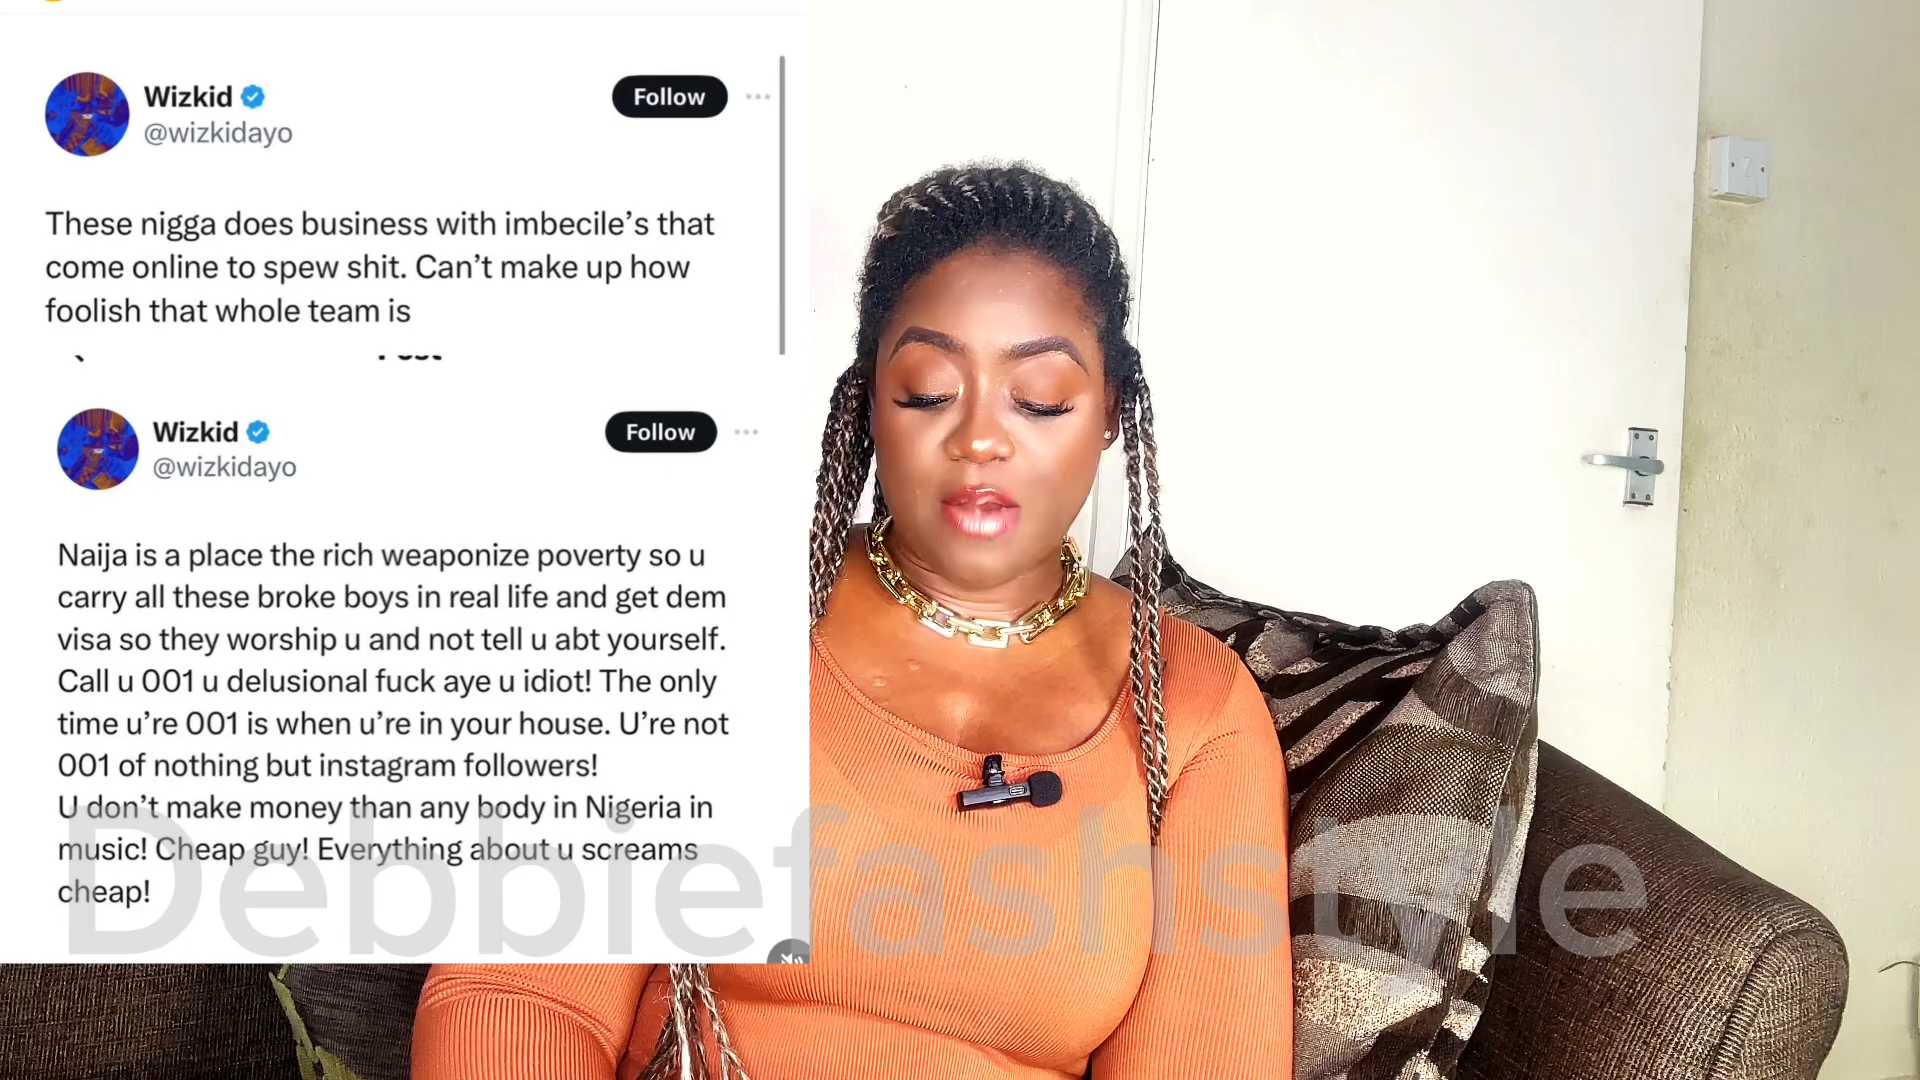 Wizkid
Follow
@wizkidayo
These nigga does business with imbecile's that
come online to spew shit. Can't make up how
foolish that whole team is
Wizkid
Follow
@wizkidayo
Naija is a place the rich weaponize poverty so u
carry all these broke boys in real life and get dem
visa so they worship u and not tell u abt yourself.
Call u 001 u delusional fuck aye u idiot! The only
time u're 001 is when u're in your house. U're not
001 of nothing but instagram followers!
U don't make money than any body in Nigeria in
music! Cheap guy! Everything about u screams
cheap!
Debbiefashstyle